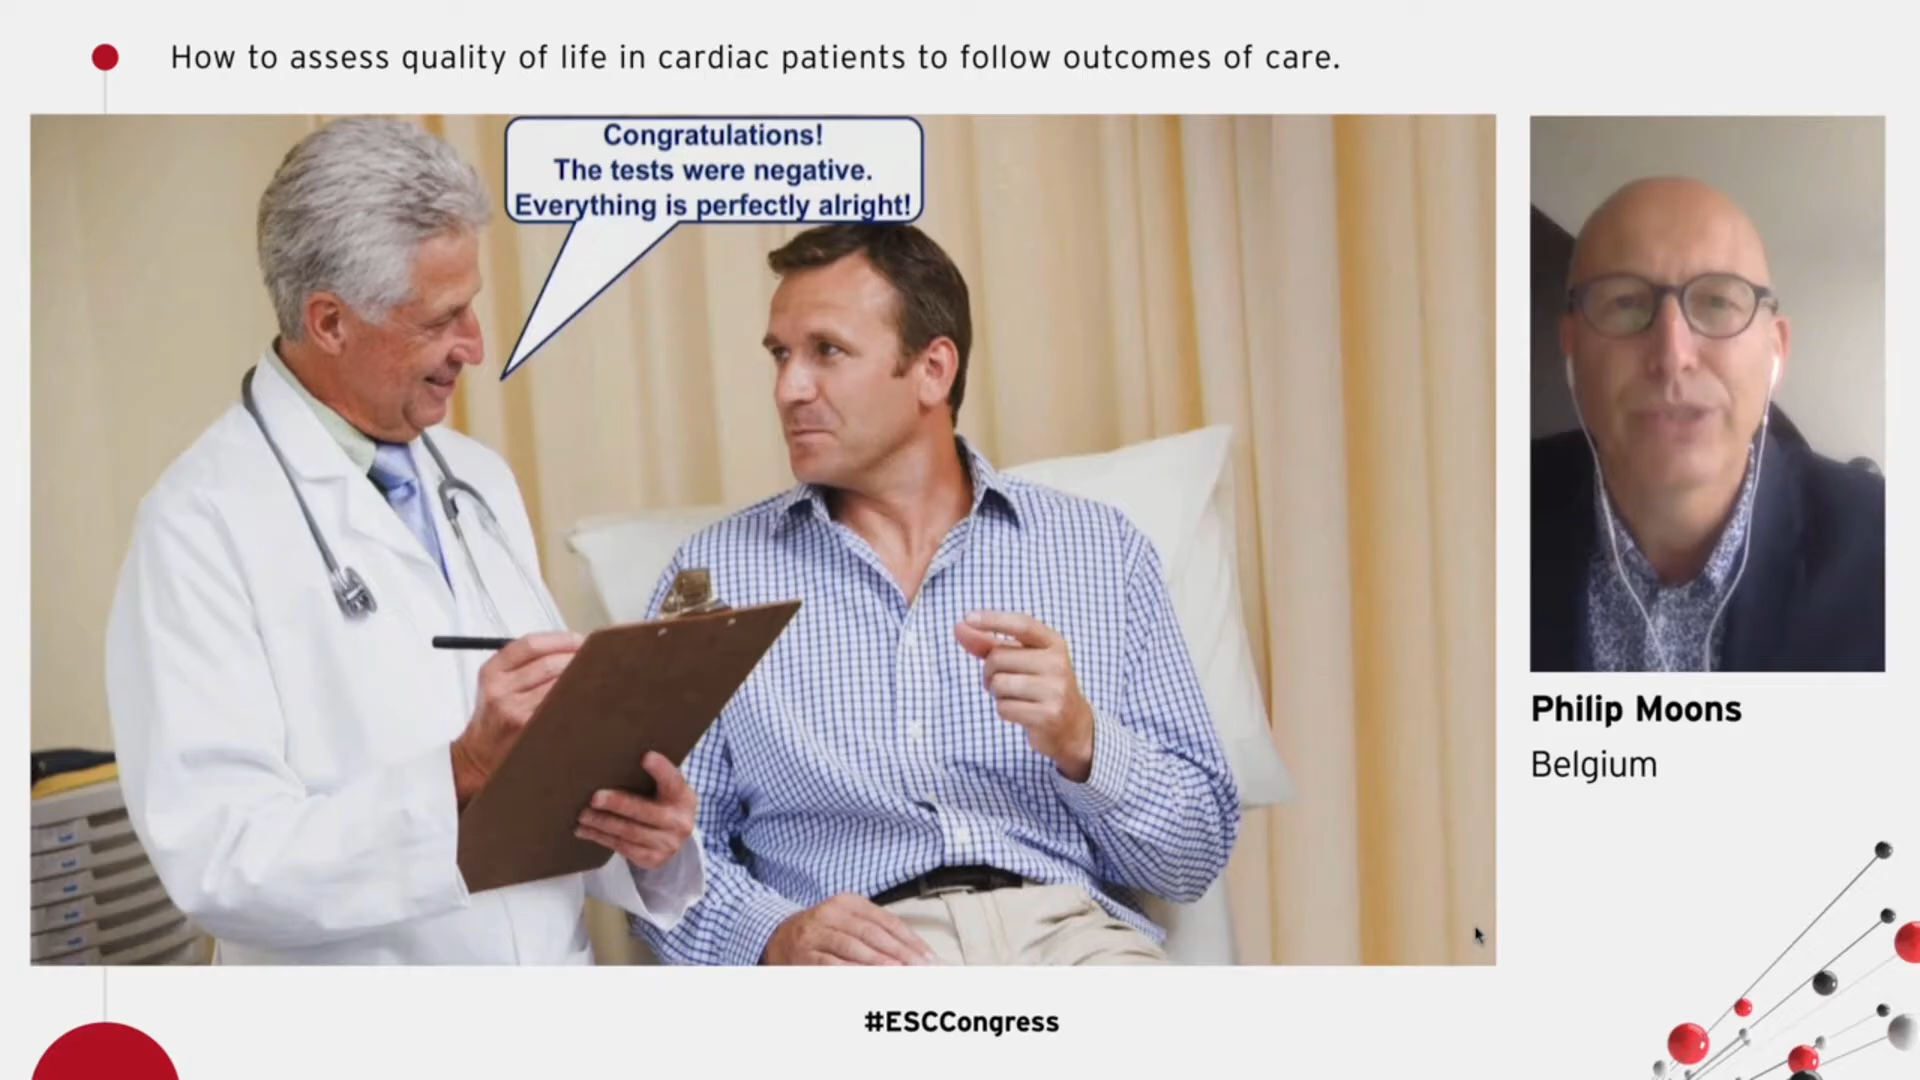 How to assess quality of life in cardiac patients to follow outcomes of care.
Congratulations!
The tests were negative.
Everything is perfectly alright!
Philip Moons
Belgium
#ESCCongress